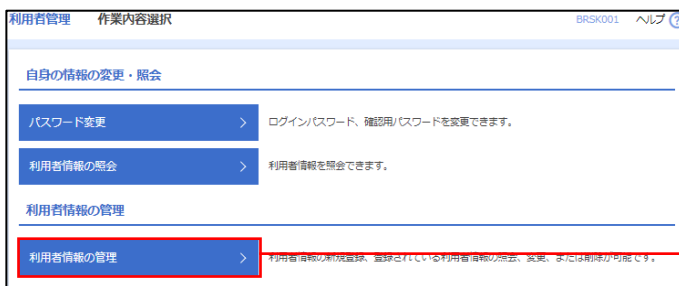 利用者管理 作業内容選択 BRSK001 ヘルプ ?
自身の情報の変更・照会
パスワード変更 ログインパスワード、確認用パスワードを変更できます。
利用者情報の照会 利用者情報を照会できます。
利用者情報の管理
利用者情報の管理 利用者情報の新規登録、登録されている利用者情報の照会、変更、または削除が可能です。